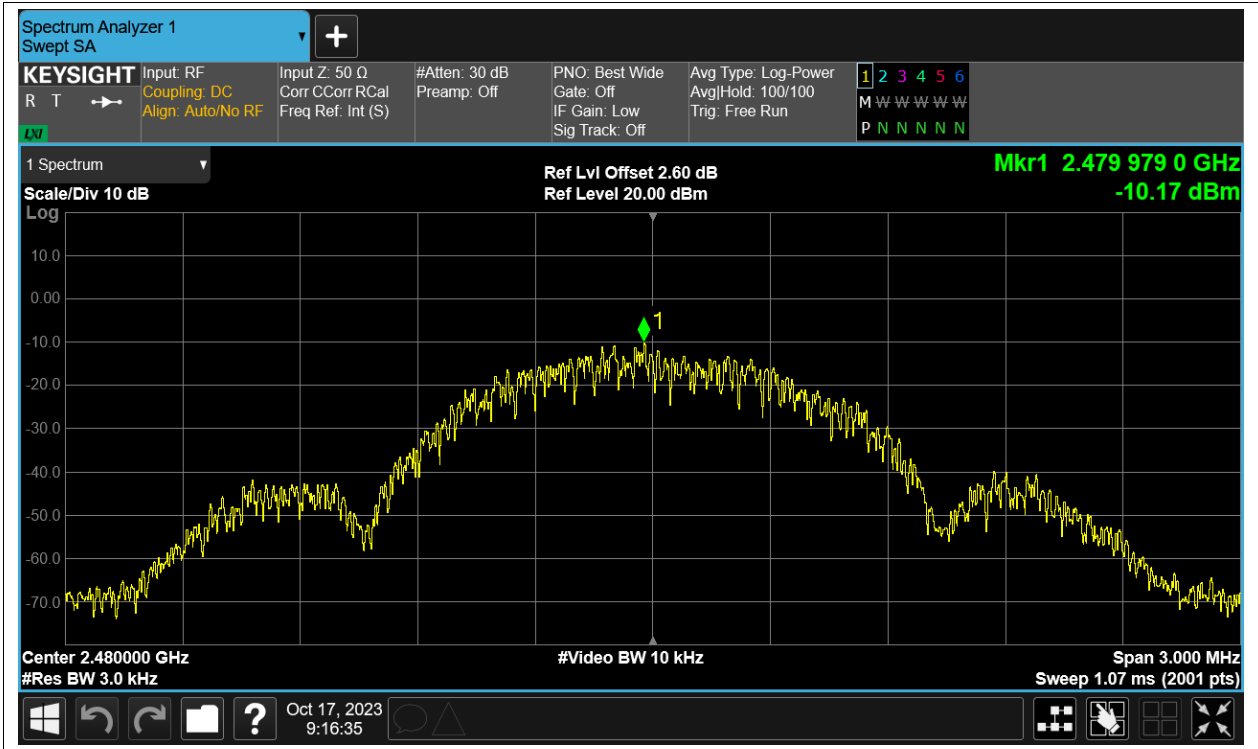 Spectrum Analyzer 1
Swept SA
+
KEYSIGHT
R T
LXI
Input: RF
Coupling: DC
Align: Auto/No RF
Input Z: 50 Ω
Corr CCorr RCal
Freq Ref: Int (S)
#Atten: 30 dB
Preamp: Off
PNO: Best Wide
Gate: Off
IF Gain: Low
Sig Track: Off
Avg Type: Log-Power
Avg|Hold: 100/100
Trig: Free Run
1 2 3 4 5 6
M W W W W W
P N N N N N
1 Spectrum
Scale/Div 10 dB
Ref Lvl Offset 2.60 dB
Ref Level 20.00 dBm
Mkr1 2.479 979 0 GHz
-10.17 dBm
Log
10.0
0.00
-10.0
-20.0
-30.0
-40.0
-50.0
-60.0
-70.0
1
Center 2.480000 GHz
#Res BW 3.0 kHz
#Video BW 10 kHz
Span 3.000 MHz
Sweep 1.07 ms (2001 pts)
?
Oct 17, 2023
9:16:35